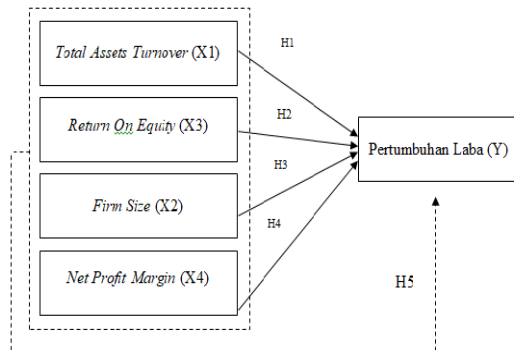 Total Assets Turnover (X1)
H1
Return On Equity (X3)
H2
Pertumbuhan Laba (Y)
H3
Firm Size (X2)
H4
Net Profit Margin (X4)
H5